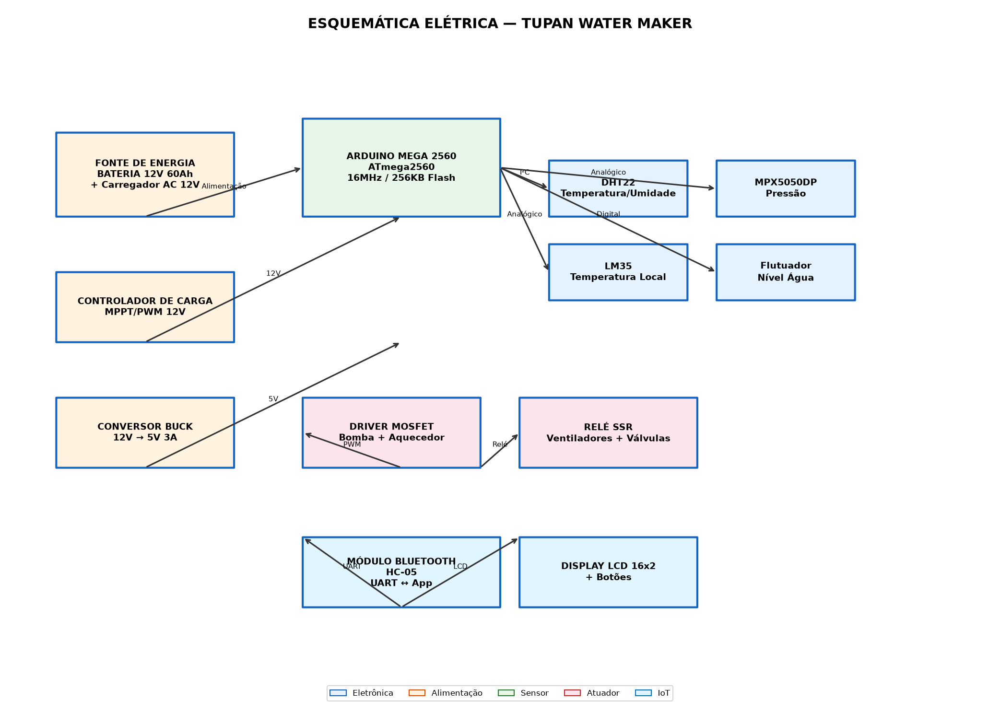 ESQUEMÁTICA ELÉTRICA — TUPAN WATER MAKER
FONTE DE ENERGIA
BATERIA 12V 60Ah
+ Carregador AC 12V
Alimentação
ARDUINO MEGA 2560
ATmega2560
16MHz / 256KB Flash
I²C
Analógico
DHT22
Temperatura/Umidade
MPX5050DP
Pressão
Analógico
Digital
LM35
Temperatura Local
Flutuador
Nível Água
12V
CONTROLADOR DE CARGA
MPPT/PWM 12V
5V
CONVERSOR BUCK
12V → 5V 3A
DRIVER MOSFET
Bomba + Aquecedor
PWM
Relé
RELÉ SSR
Ventiladores + Válvulas
MÓDULO BLUETOOTH
HC-05
UART ↔ App
UART
LCD
DISPLAY LCD 16x2
+ Botões
Eletrônica
Alimentação
Sensor
Atuador
IoT